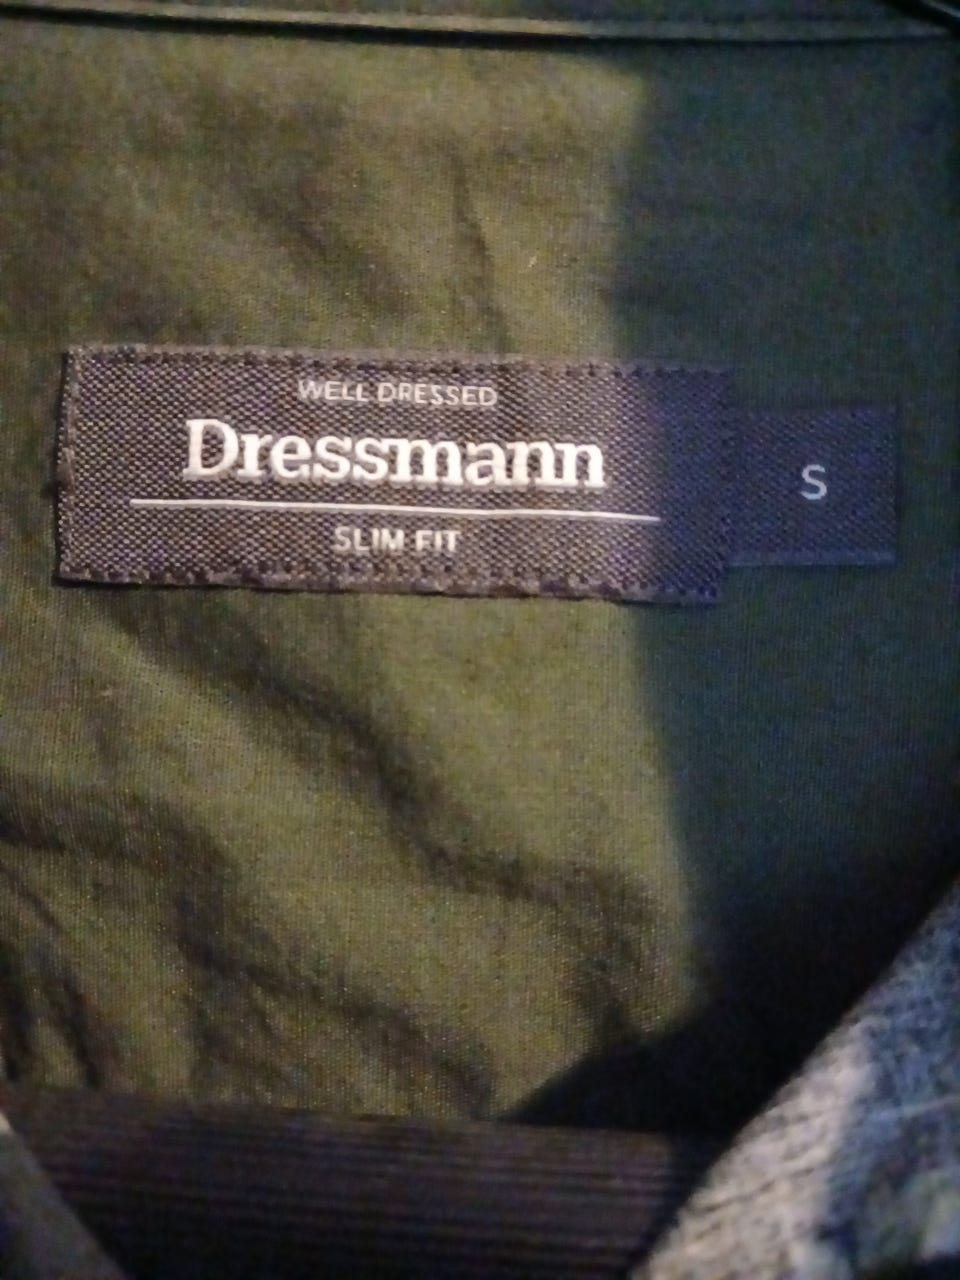 WELL DRESSED
Dressmann
SLIM FIT
S